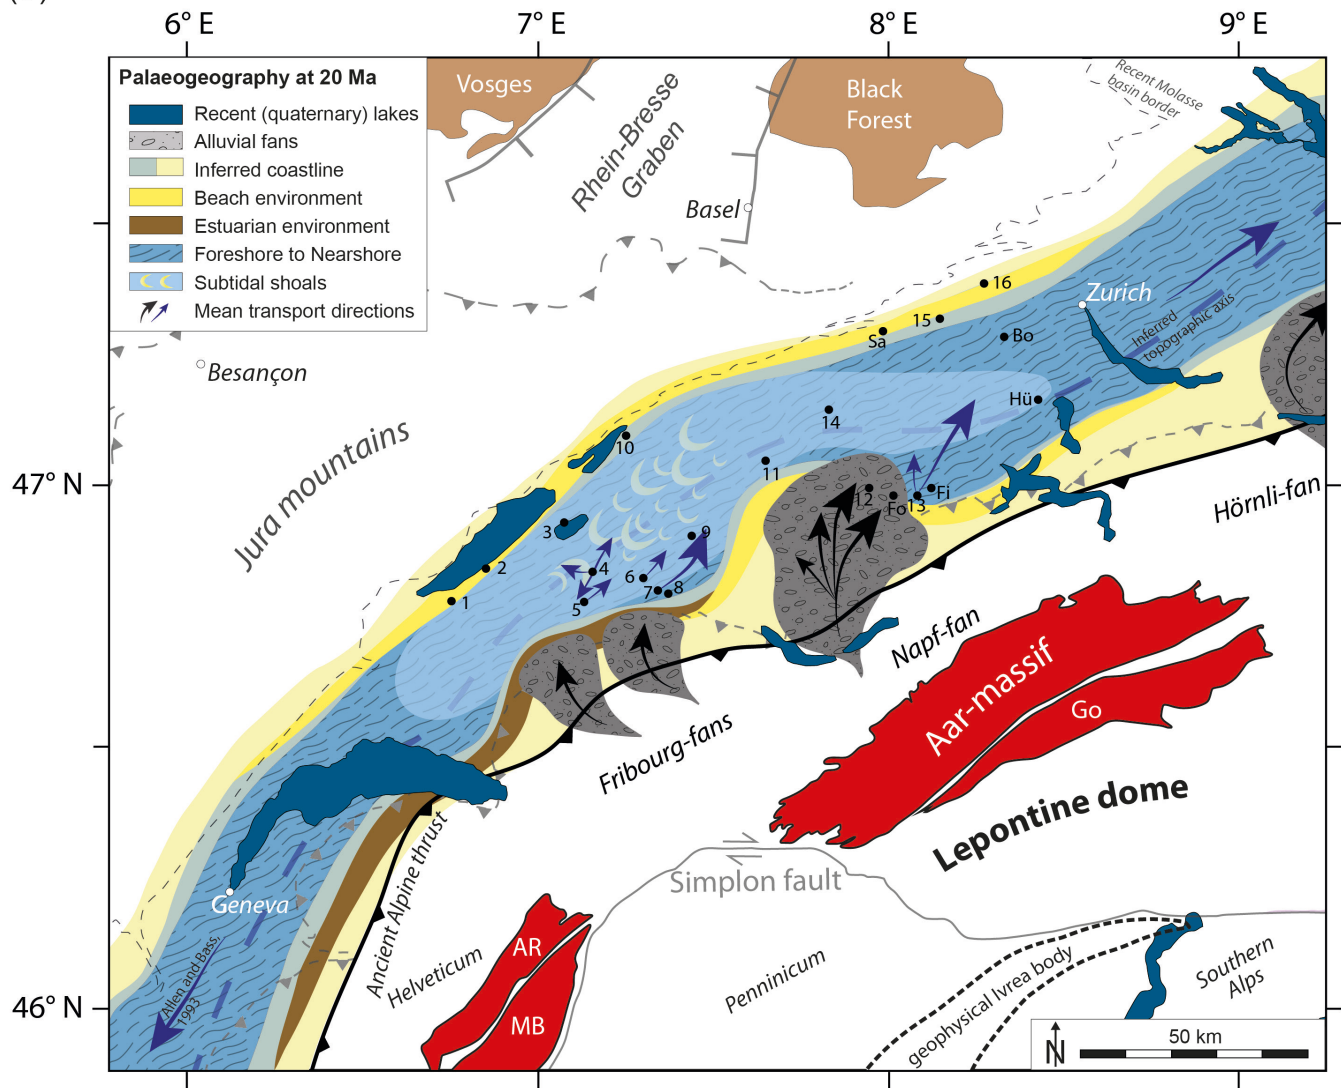 6° E
7° E
8° E
9° E
Palaeogeography at 20 Ma
Recent (quaternary) lakes
Alluvial fans
Inferred coastline
Beach environment
Estuarian environment
Foreshore to Nearshore
Subtidal shoals
Mean transport directions
Vosges
Rhein-Bresse
Graben
Black
Forest
Recent Molasse
basin border
Basel
Besançon
Jura mountains
16
15
Sa
Bo
Zurich
Inferred
topographic axis
Hü
14
10
11
47° N
12
Fo
13
Fi
Hörnli-fan
3
9
2
4
6
7
8
1
5
Napf-fan
Aar-massif
Go
Fribourg-fans
Lepontine dome
Simplon fault
Geneva
Ancient Alpine thrust
Allen and Bass,
1993
Helveticum
AR
MB
Penninicum
geophysical Ivrea body
Southern
Alps
46° N
N
50 km